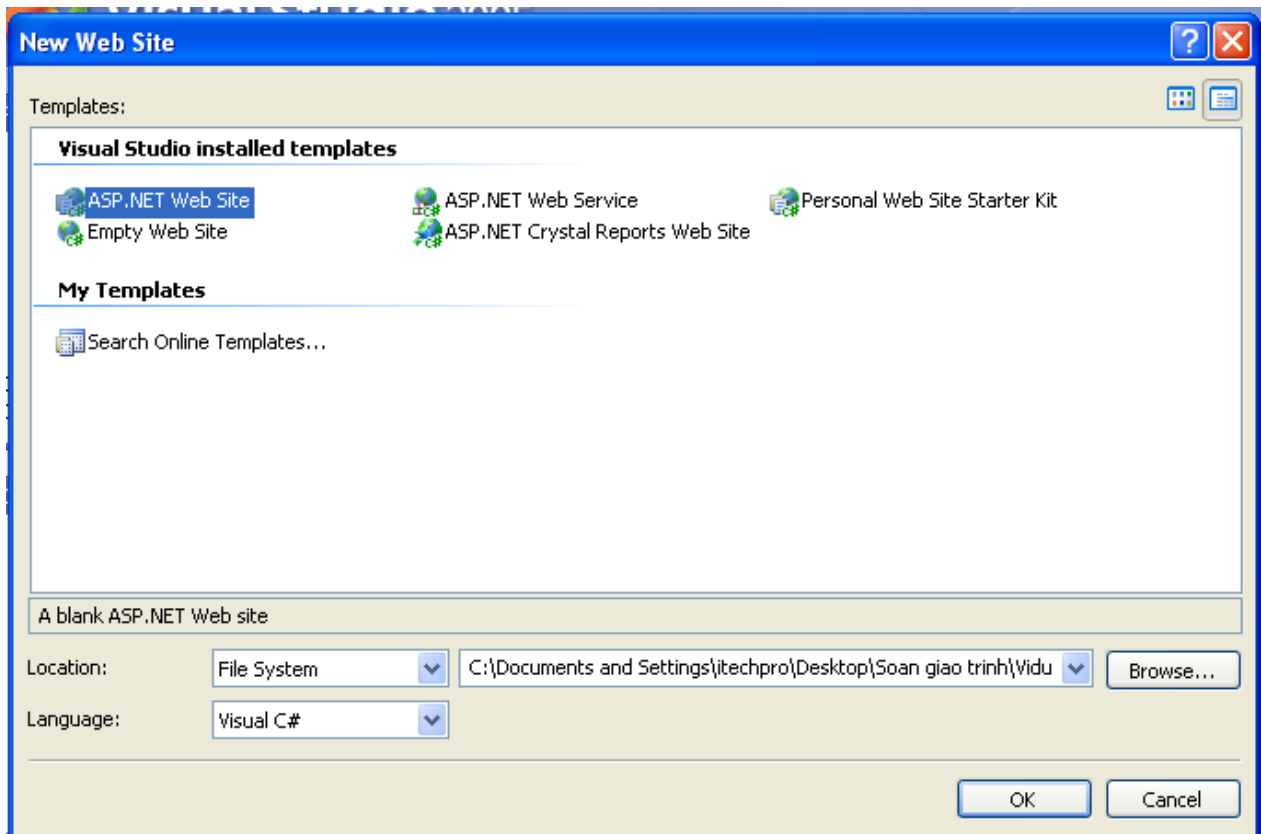 New Web Site
Templates:
Visual Studio installed templates
ASP.NET Web Site ASP.NET Web Service Personal Web Site Starter Kit
Empty Web Site ASP.NET Crystal Reports Web Site
My Templates
Search Online Templates...
A blank ASP.NET Web site
Location: File System C:\Documents and Settings\itechpro\Desktop\Soan giao trinh\Vidu Browse...
Language: Visual C#
OK Cancel